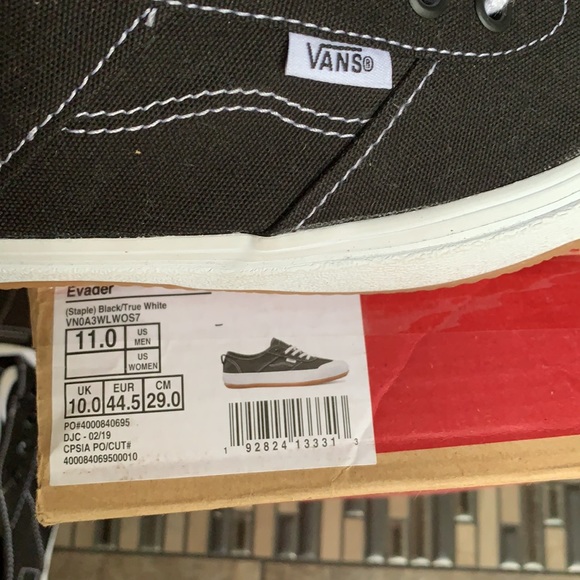 VANS®
Evader
(Staple) Black/True White
VN0A3WLWOS7
11.0 US MEN
US WOMEN
UK EUR CM
10.0 44.5 29.0
PO#4000840695
DJC - 02/19
CPSIA PO/CUT#
400084069500010
1 92824 13331 3